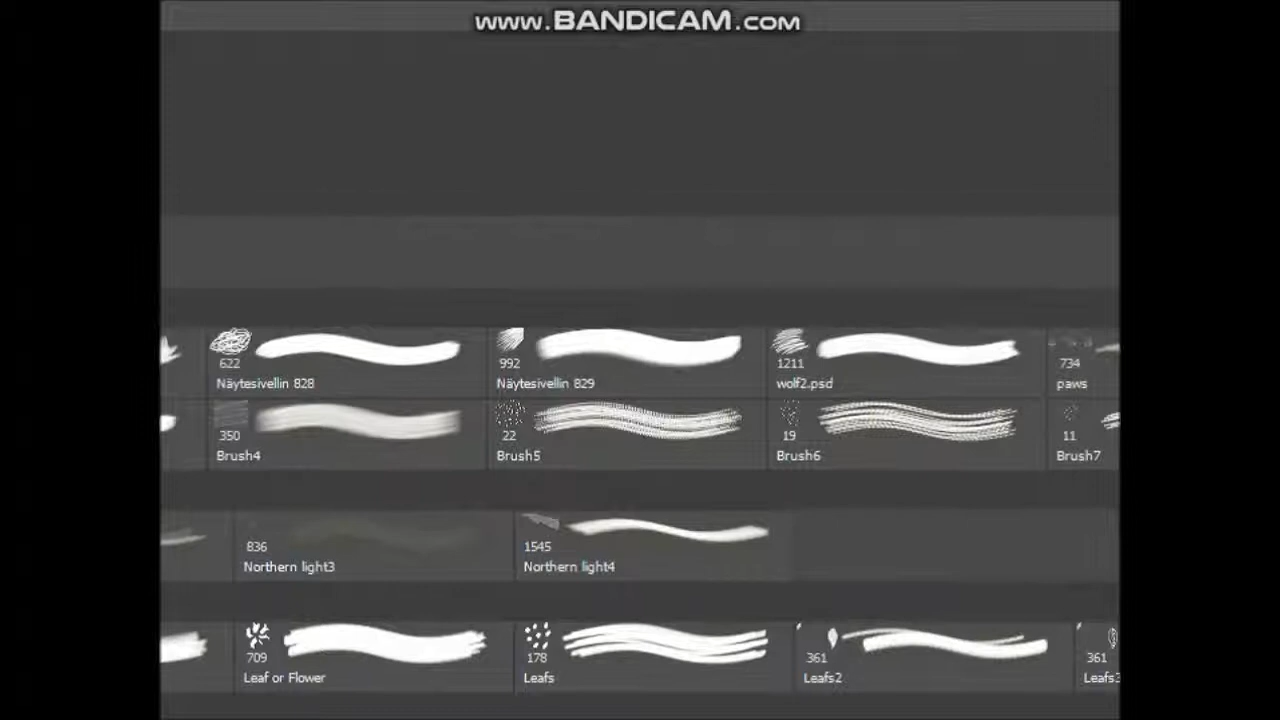 www.BANDICAM.com
622 992 1211 734
Näytesivellin 828 Näytesivellin 829 wolf2.psd paws
350 22 19 11
Brush4 Brush5 Brush6 Brush7
836 1545
Northern light3 Northern light4
709 178 361 361
Leaf or Flower Leafs Leafs2 Leafs3